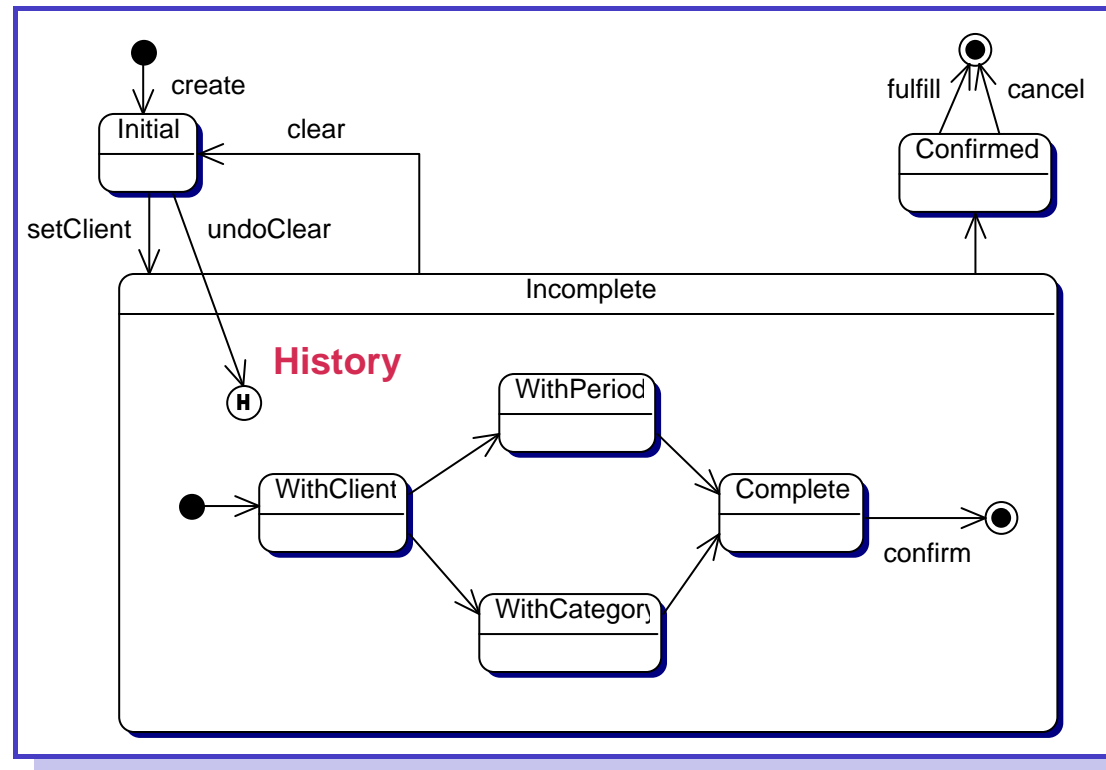 create
Initial
clear
fulfill
cancel
Confirmed
setClient
undoClear
Incomplete
History
H
WithPeriod
WithClient
Complete
confirm
WithCategory